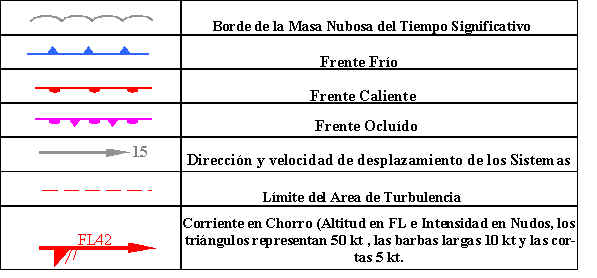 Borde de la Masa Nubosa del Tiempo Significativo
Frente Frío
Frente Caliente
Frente Ocluído
15
Dirección y velocidad de desplazamiento de los Sistemas
Límite del Area de Turbulencia
FL42
Corriente en Chorro (Altitud en FL e Intensidad en Nudos, los
triángulos representan 50 kt , las barbas largas 10 kt y las cor-
tas 5 kt.